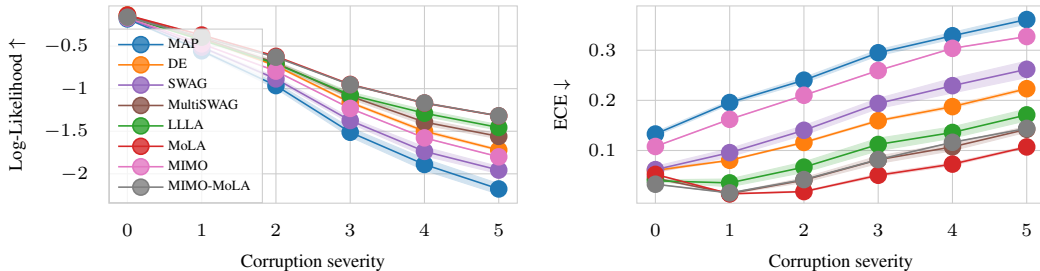 Log-Likelihood ↑
−0.5
−1
−1.5
−2
MAP
DE
SWAG
MultiSWAG
LLLA
MoLA
MIMO
MIMO-MoLA
0 1 2 3 4 5
Corruption severity
ECE ↓
0.3
0.2
0.1
0 1 2 3 4 5
Corruption severity